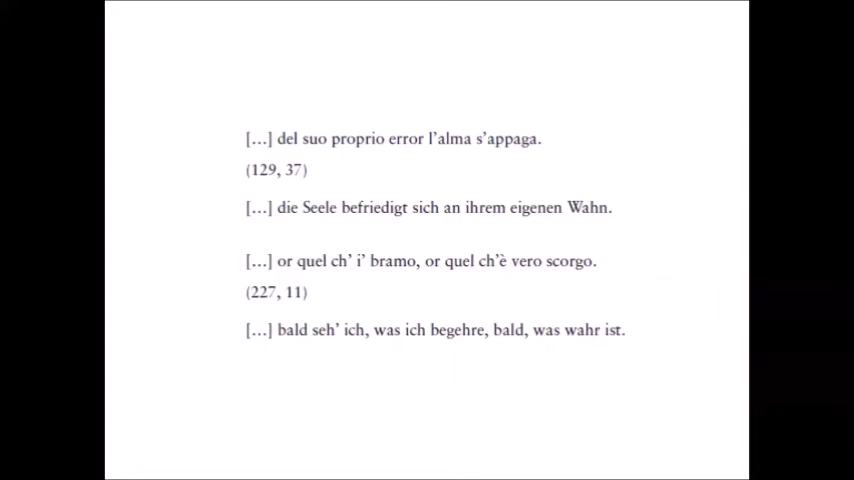 […] del suo proprio error l’alma s’appaga.
(129, 37)
[…] die Seele befriedigt sich an ihrem eigenen Wahn.
[…] or quel ch’ i’ bramo, or quel ch’è vero scorgo.
(227, 11)
[…] bald seh’ ich, was ich begehre, bald, was wahr ist.